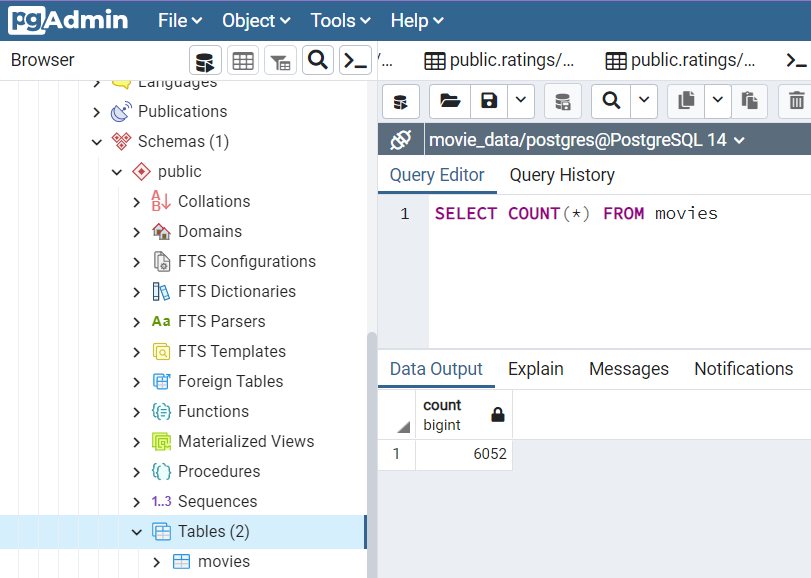 pgAdmin File Object Tools Help
Browser
/... public.ratings/... public.ratings/...
Languages
Publications
Schemas (1)
public
Collations
Domains
FTS Configurations
FTS Dictionaries
Aa FTS Parsers
FTS Templates
Foreign Tables
Functions
Materialized Views
Procedures
1..3 Sequences
Tables (2)
movies
movie_data/postgres@PostgreSQL 14
Query Editor Query History
1 SELECT COUNT(*) FROM movies
Data Output Explain Messages Notifications
count
bigint
1 6052